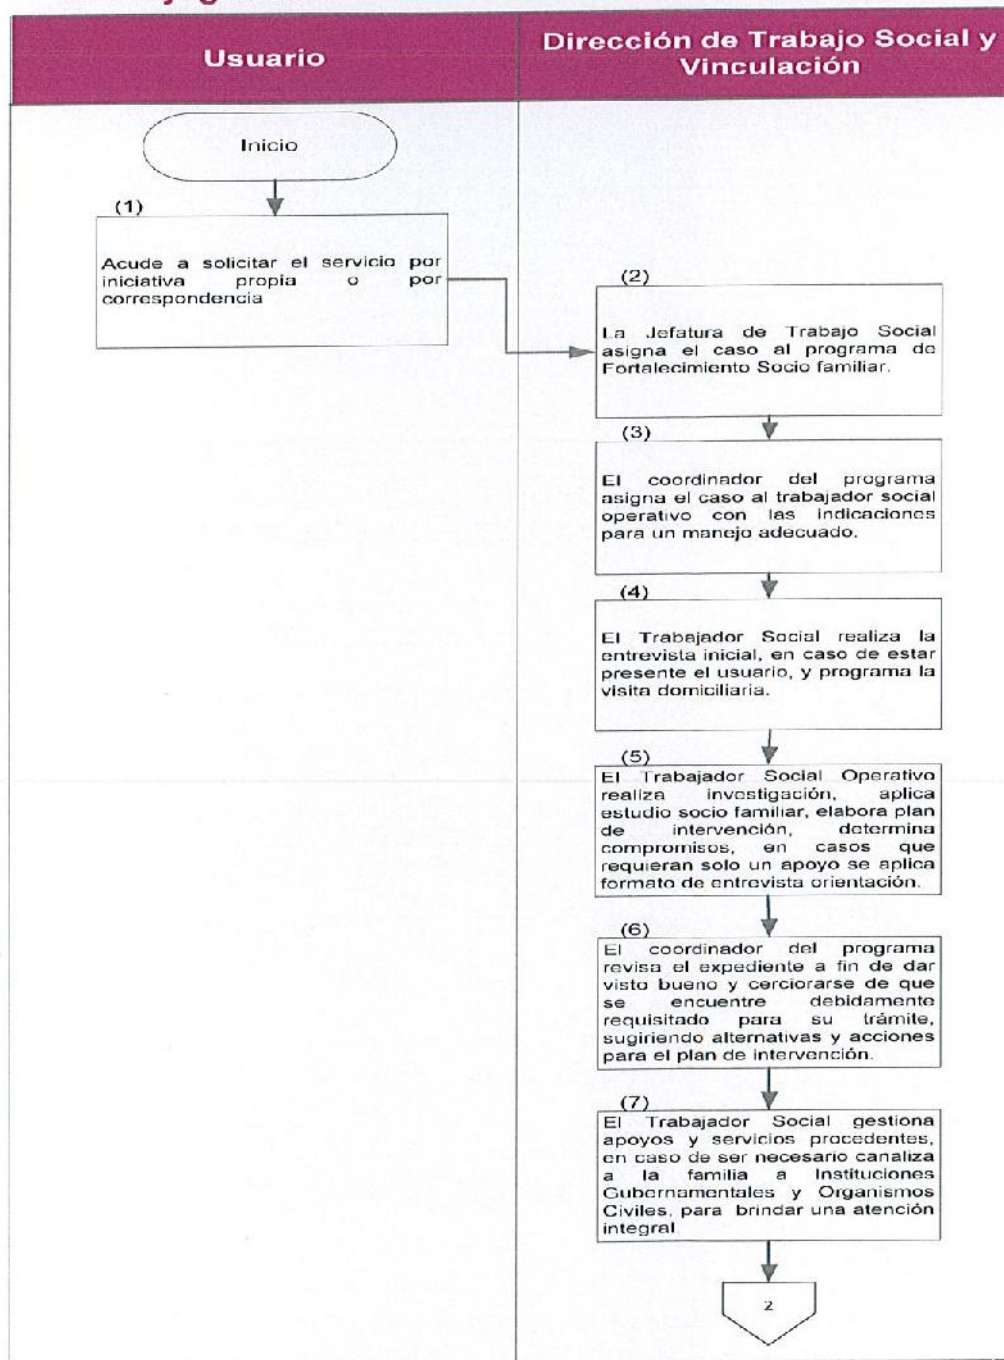 Usuario
Dirección de Trabajo Social y
Vinculación
Inicio
(1)
Acude a solicitar el servicio por
iniciativa propia o por
correspondencia
(2)
La Jefatura de Trabajo Social
asigna el caso al programa de
Fortalecimiento Socio familiar.
(3)
El coordinador del programa
asigna el caso al trabajador social
operativo con las indicaciones
para un manejo adecuado.
(4)
El Trabajador Social realiza la
entrevista inicial, en caso de estar
presente el usuario, y programa la
visita domiciliaria.
(5)
El Trabajador Social Operativo
realiza investigación, aplica
estudio socio familiar, elabora plan
de intervención, determina
compromisos, en casos que
requieran solo un apoyo se aplica
formato de entrevista orientación.
(6)
El coordinador del programa
revisa el expediente a fin de dar
visto bueno y cerciorarse de que
se encuentre debidamente
requisitado para su trámite,
sugiriendo alternativas y acciones
para el plan de intervención.
(7)
El Trabajador Social gestiona
apoyos y servicios procedentes,
en caso de ser necesario canaliza
a la familia a Instituciones
Gubernamentales y Organismos
Civiles, para brindar una atención
integral.
2